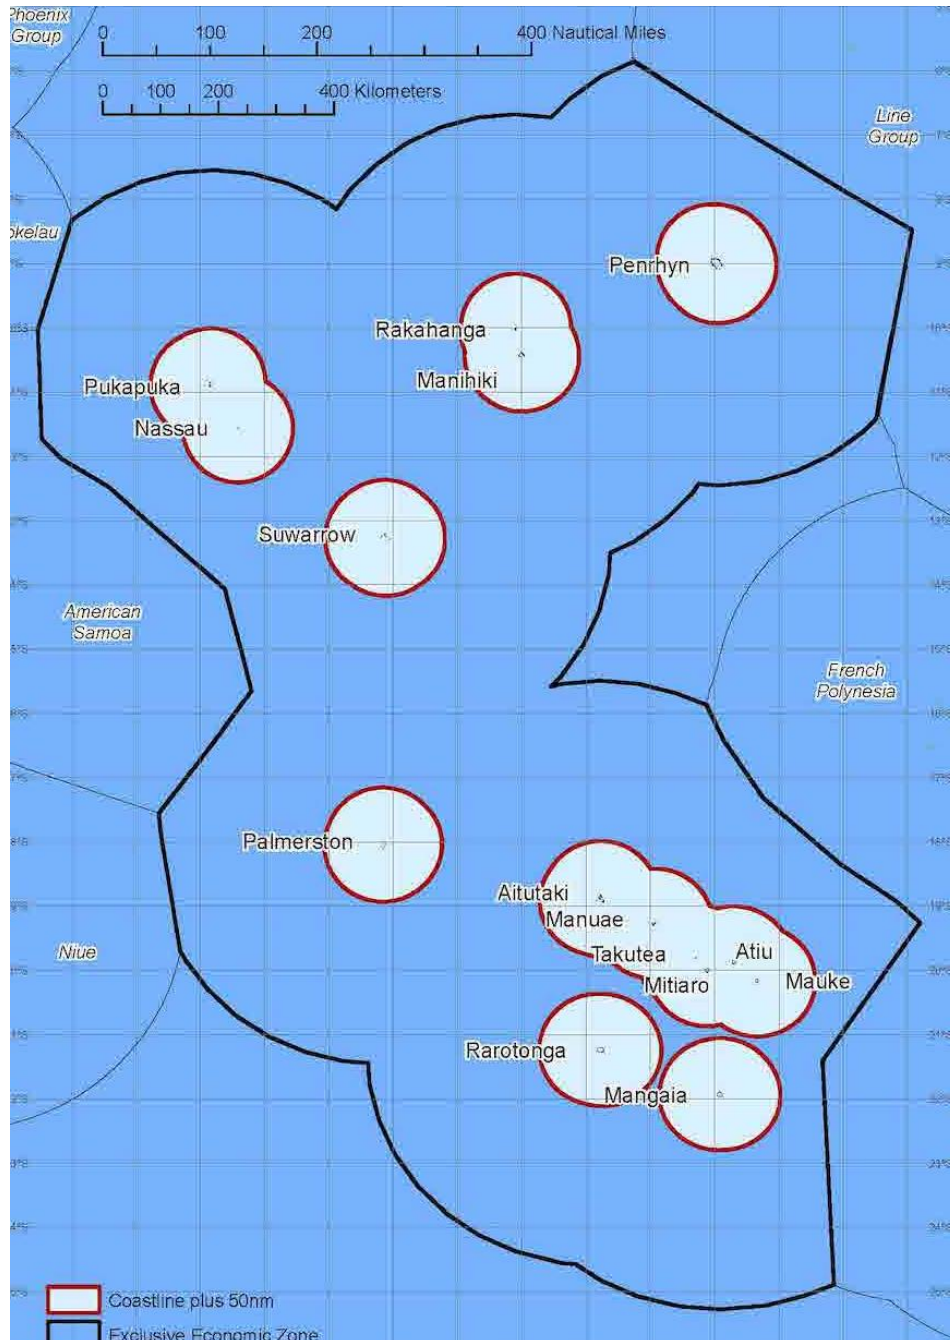 Phoenix
Group
100 200 400 Nautical Miles
0 100 200 400 Kilometers
Line
Group
okelau
Penrhyn
Rakahanga
Manihiki
Pukapuka
Nassau
Suwarrow
American
Samoa
French
Polynesia
Palmerston
Aitutaki
Manuae
Takutea
Atiu
Mitiaro
Mauke
Niue
Rarotonga
Mangaia
Coastline plus 50nm
Exclusive Economic Zone